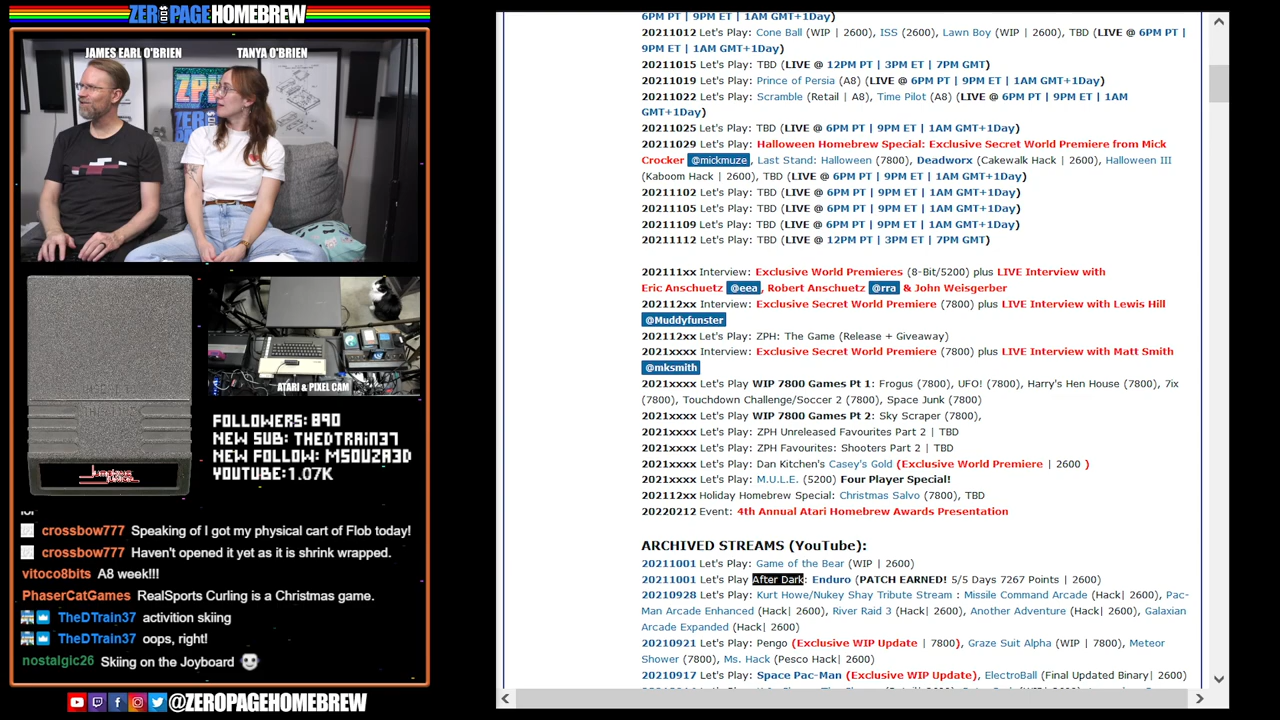 ZEROPAGEHOMEBREW
JAMES EARL O'BRIEN
TANYA O'BRIEN
ATARI & PIXEL CAM
FOLLOWERS: 890
NEW SUB: THEDTRAIN37
NEW FOLLOW: MSOUZA3D
YOUTUBE:1.07K
crossbow777 Speaking of I got my physical cart of Flob today!
crossbow777 Haven't opened it yet as it is shrink wrapped.
vitoco8bits A8 week!!!
PhaserCatGames RealSports Curling is a Christmas game.
TheDTrain37 activition skiing
TheDTrain37 oops, right!
nostalgic26 Skiing on the Joyboard
@ZEROPAGEHOMEBREW
6PM PT | 9PM ET | 1AM GMT+1Day)
20211012 Let's Play: Cone Ball (WIP | 2600), ISS (2600), Lawn Boy (WIP | 2600), TBD (LIVE @ 6PM PT |
9PM ET | 1AM GMT+1Day)
20211015 Let's Play: TBD (LIVE @ 12PM PT | 3PM ET | 7PM GMT)
20211019 Let's Play: Prince of Persia (A8) (LIVE @ 6PM PT | 9PM ET | 1AM GMT+1Day)
20211022 Let's Play: Scramble (Retail | A8), Time Pilot (A8) (LIVE @ 6PM PT | 9PM ET | 1AM
GMT+1Day)
20211025 Let's Play: TBD (LIVE @ 6PM PT | 9PM ET | 1AM GMT+1Day)
20211029 Let's Play: Halloween Homebrew Special: Exclusive Secret World Premiere from Mick
Crocker @mickmuze, Last Stand: Halloween (7800), Deadworx (Cakewalk Hack | 2600), Halloween III
(Kaboom Hack | 2600), TBD (LIVE @ 6PM PT | 9PM ET | 1AM GMT+1Day)
20211102 Let's Play: TBD (LIVE @ 6PM PT | 9PM ET | 1AM GMT+1Day)
20211105 Let's Play: TBD (LIVE @ 6PM PT | 9PM ET | 1AM GMT+1Day)
20211109 Let's Play: TBD (LIVE @ 6PM PT | 9PM ET | 1AM GMT+1Day)
20211112 Let's Play: TBD (LIVE @ 12PM PT | 3PM ET | 7PM GMT)
202111xx Interview: Exclusive World Premieres (8-Bit/5200) plus LIVE Interview with
Eric Anschuetz @eea, Robert Anschuetz @rra & John Weisgerber
202112xx Interview: Exclusive Secret World Premiere (7800) plus LIVE Interview with Lewis Hill
@Muddyfunster
202112xx Let's Play: ZPH: The Game (Release + Giveaway)
2021xxxx Interview: Exclusive Secret World Premiere (7800) plus LIVE Interview with Matt Smith
@mksmith
2021xxxx Let's Play WIP 7800 Games Pt 1: Frogus (7800), UFO! (7800), Harry's Hen House (7800), 7ix
(7800), Touchdown Challenge/Soccer 2 (7800), Space Junk (7800)
2021xxxx Let's Play WIP 7800 Games Pt 2: Sky Scraper (7800),
2021xxxx Let's Play: ZPH Unreleased Favourites Part 2 | TBD
2021xxxx Let's Play: ZPH Favourites: Shooters Part 2 | TBD
2021xxxx Let's Play: Dan Kitchen's Casey's Gold (Exclusive World Premiere | 2600 )
2021xxxx Let's Play: M.U.L.E. (5200) Four Player Special!
202112xx Holiday Homebrew Special: Christmas Salvo (7800), TBD
20220212 Event: 4th Annual Atari Homebrew Awards Presentation
ARCHIVED STREAMS (YouTube):
20211001 Let's Play: Game of the Bear (WIP | 2600)
20211001 Let's Play After Dark: Enduro (PATCH EARNED! 5/5 Days 7267 Points | 2600)
20210928 Let's Play: Kurt Howe/Nukey Shay Tribute Stream : Missile Command Arcade (Hack| 2600), Pac-
Man Arcade Enhanced (Hack| 2600), River Raid 3 (Hack| 2600), Another Adventure (Hack| 2600), Galaxian
Arcade Expanded (Hack| 2600)
20210921 Let's Play: Pengo (Exclusive WIP Update | 7800), Graze Suit Alpha (WIP | 7800), Meteor
Shower (7800), Ms. Hack (Pesco Hack| 2600)
20210917 Let's Play: Space Pac-Man (Exclusive WIP Update), ElectroBall (Final Updated Binary| 2600)